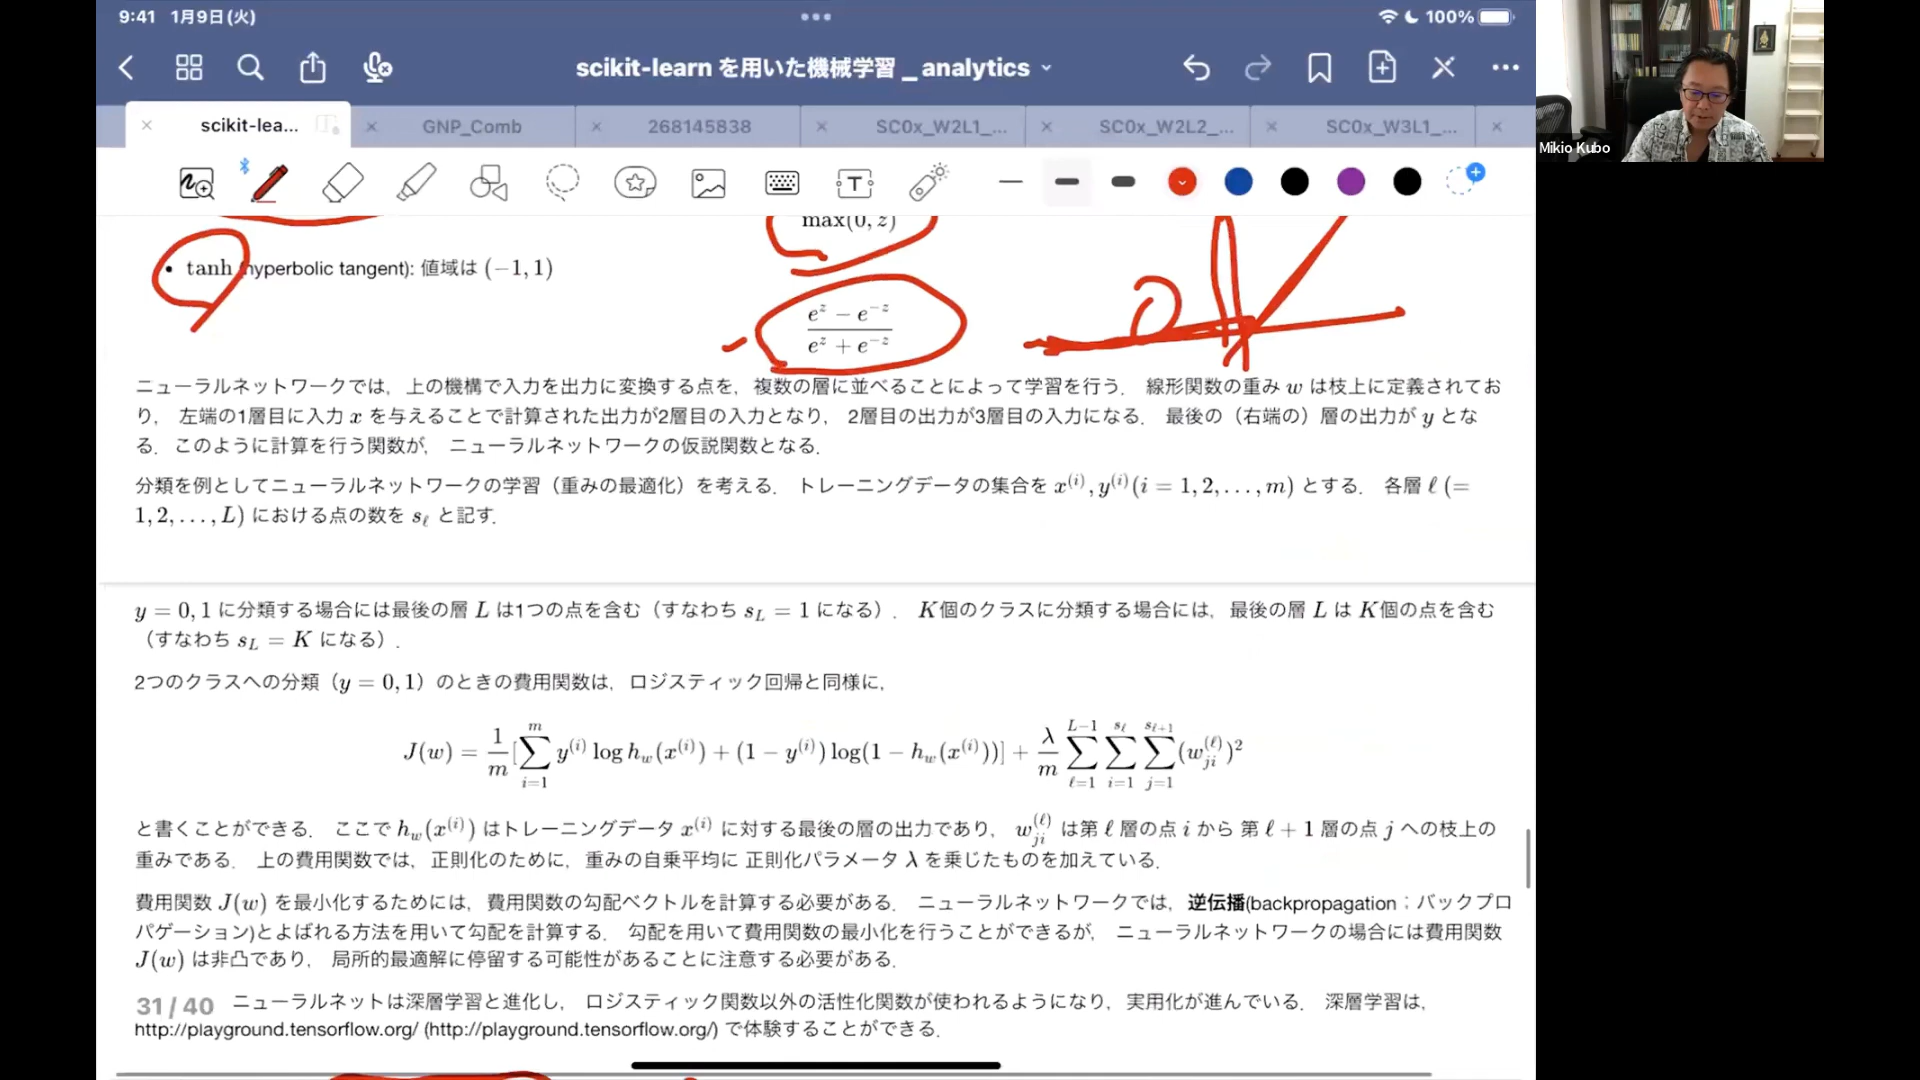 9:41 1月9日(火)
100%
scikit-learn を用いた機械学習 _ analytics
scikit-lea...
GNP_Comb
268145838
SC0x_W2L1_...
SC0x_W2L2_...
SC0x_W3L1_...
Mikio Kubo
max(0, z)
• tanh (hyperbolic tangent): 値域は (−1, 1)
e^z − e^{−z}
e^z + e^{−z}
ニューラルネットワークでは，上の機構で入力を出力に変換する点を，複数の層に並べることによって学習を行う． 線形関数の重み w は枝上に定義されてお
り， 左端の1層目に入力 x を与えることで計算された出力が2層目の入力となり， 2層目の出力が3層目の入力になる． 最後の（右端の）層の出力が y とな
る．このように計算を行う関数が， ニューラルネットワークの仮説関数となる．
分類を例としてニューラルネットワークの学習（重みの最適化）を考える． トレーニングデータの集合を x^{(i)}, y^{(i)}(i = 1, 2, . . . , m) とする． 各層 ℓ (=
1, 2, . . . , L) における点の数を s_ℓ と記す．
y = 0, 1 に分類する場合には最後の層 L は1つの点を含む（すなわち s_L = 1 になる）． K個のクラスに分類する場合には，最後の層 L は K個の点を含む
（すなわち s_L = K になる）．
2つのクラスへの分類（y = 0, 1）のときの費用関数は，ロジスティック回帰と同様に，
J(w) = \frac{1}{m}[\sum_{i=1}^{m} y^{(i)} log h_w(x^{(i)}) + (1 − y^{(i)}) log(1 − h_w(x^{(i)}))] + \frac{λ}{m} \sum_{ℓ=1}^{L−1} \sum_{i=1}^{s_ℓ} \sum_{j=1}^{s_{ℓ+1}} (w_{ji}^{(ℓ)})^2
と書くことができる． ここで h_w(x^{(i)}) はトレーニングデータ x^{(i)} に対する最後の層の出力であり， w_{ji}^{(ℓ)} は第 ℓ 層の点 i から 第 ℓ + 1 層の点 j への枝上の
重みである． 上の費用関数では，正則化のために，重みの自乗平均に 正則化パラメータ λ を乗じたものを加えている．
費用関数 J(w) を最小化するためには，費用関数の勾配ベクトルを計算する必要がある． ニューラルネットワークでは，逆伝播(backpropagation；バックプロ
パゲーション)とよばれる方法を用いて勾配を計算する． 勾配を用いて費用関数の最小化を行うことができるが， ニューラルネットワークの場合には費用関数
J(w) は非凸であり， 局所的最適解に停留する可能性があることに注意する必要がある．
31 / 40
ニューラルネットは深層学習と進化し， ロジスティック関数以外の活性化関数が使われるようになり，実用化が進んでいる． 深層学習は，
http://playground.tensorflow.org/ (http://playground.tensorflow.org/) で体験することができる．